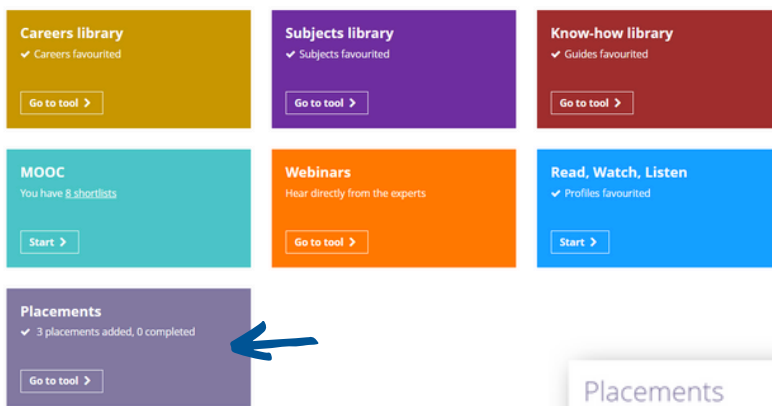 Careers library
✔ Careers favourited
Go to tool >
Subjects library
✔ Subjects favourited
Go to tool >
Know-how library
✔ Guides favourited
Go to tool >
MOOC
You have 8 shortlists
Start >
Webinars
Hear directly from the experts
Go to tool >
Read, Watch, Listen
✔ Profiles favourited
Start >
Placements
✔ 3 placements added, 0 completed
Go to tool >
Placements